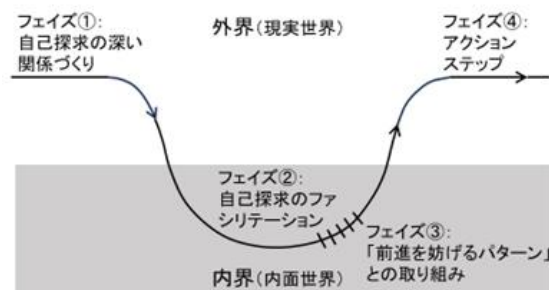 フェイズ①:
自己探求の深い
関係づくり
外界(現実世界)
フェイズ④:
アクション
ステップ
フェイズ②:
自己探求のファ
シリテーション
フェイズ③:
「前進を妨げるパターン」
との取り組み
内界(内面世界)